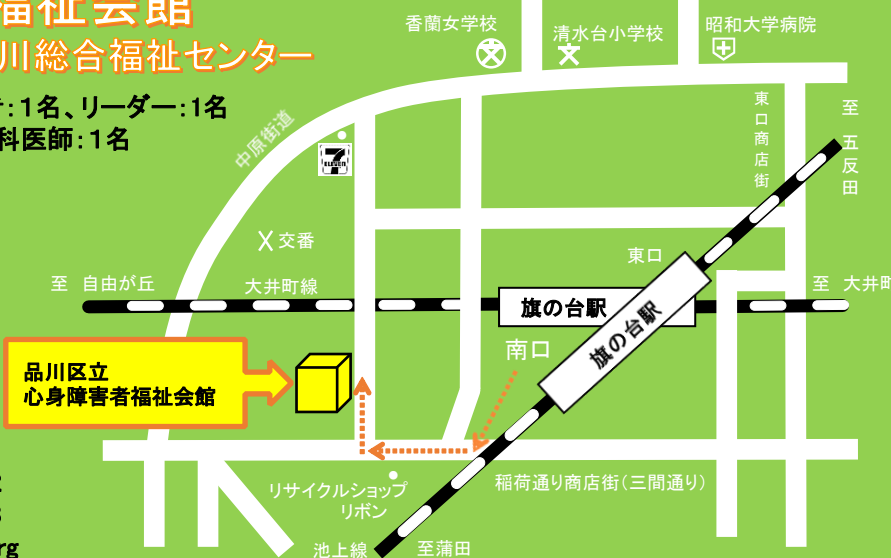 福祉会館
川総合福祉センター
:1名、リーダー:1名
科医師:1名
香蘭女学校
清水台小学校
昭和大学病院
中原街道
7
ELEVEN
東口商店街
至 五反田
交番
東口
至 自由が丘
大井町線
至 大井町
旗の台駅
旗の台駅
南口
品川区立
心身障害者福祉会館
リサイクルショップ
リボン
稲荷通り商店街(三間通り)
池上線
至蒲田
rg